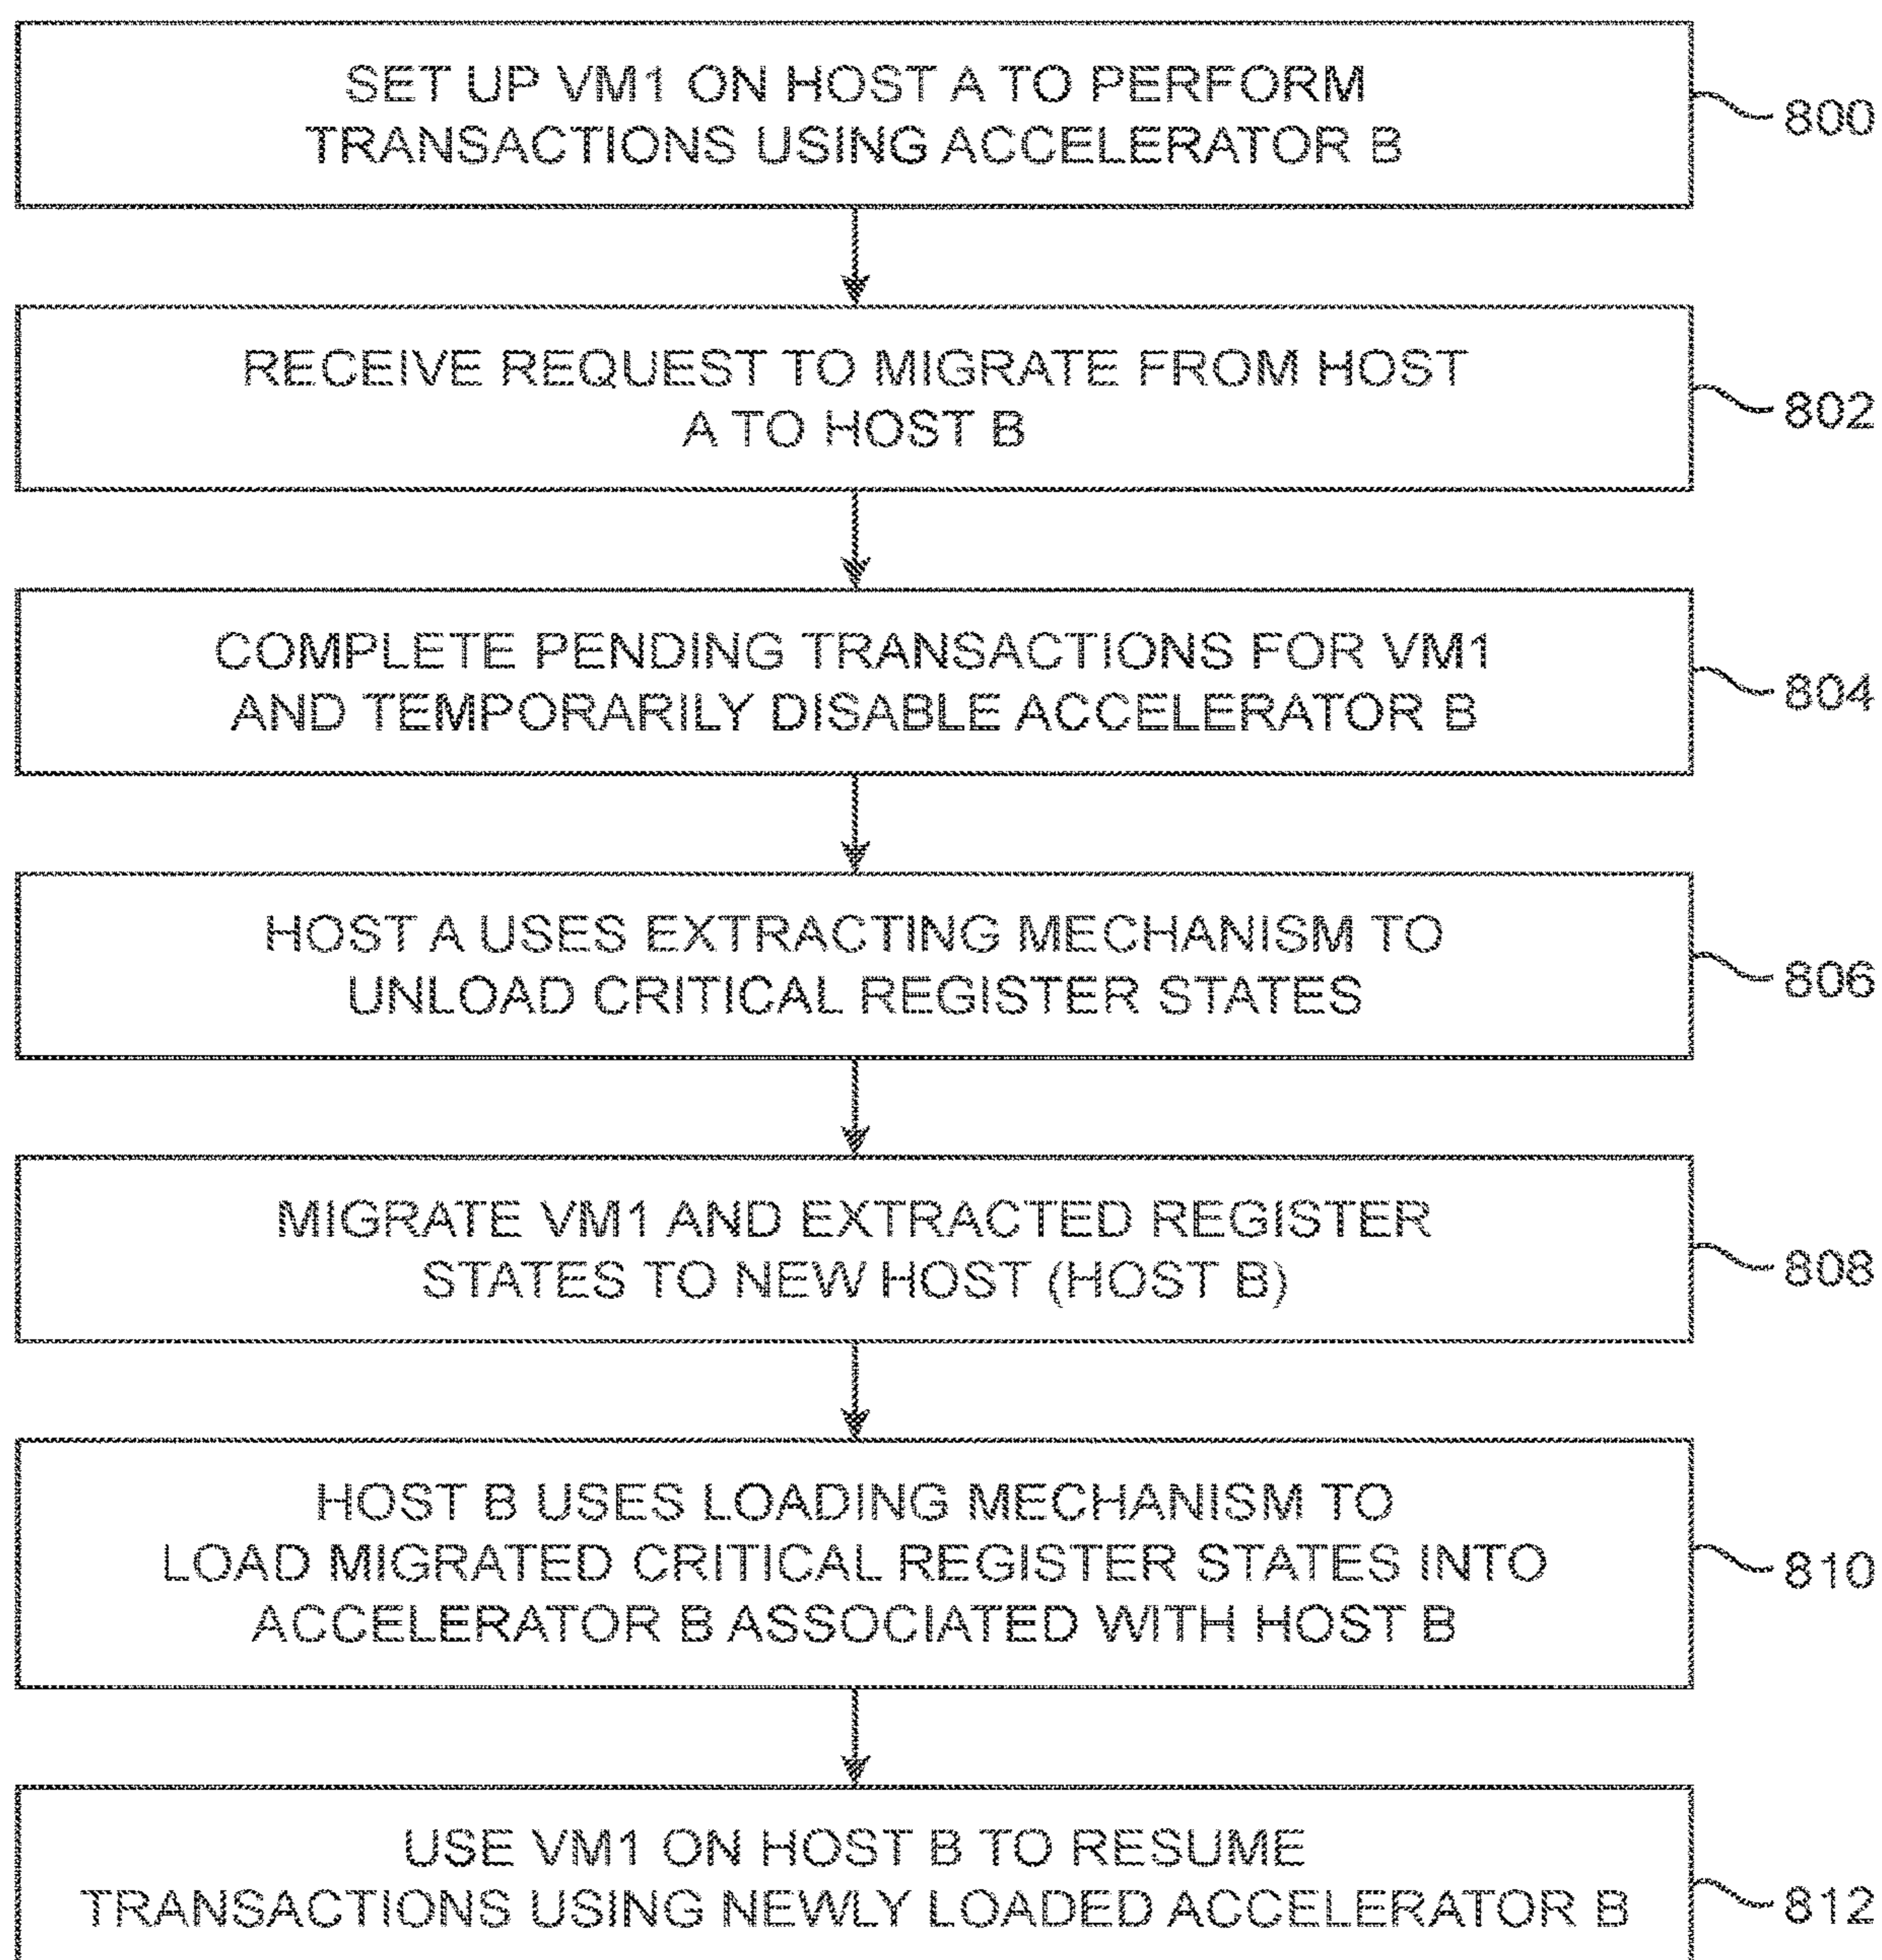 SET UP VM1 ON HOST A TO PERFORM
TRANSACTIONS USING ACCELERATOR B
800
RECEIVE REQUEST TO MIGRATE FROM HOST
A TO HOST B
802
COMPLETE PENDING TRANSACTIONS FOR VM1
AND TEMPORARILY DISABLE ACCELERATOR B
804
HOST A USES EXTRACTING MECHANISM TO
UNLOAD CRITICAL REGISTER STATES
806
MIGRATE VM1 AND EXTRACTED REGISTER
STATES TO NEW HOST (HOST B)
808
HOST B USES LOADING MECHANISM TO
LOAD MIGRATED CRITICAL REGISTER STATES INTO
ACCELERATOR B ASSOCIATED WITH HOST B
810
USE VM1 ON HOST B TO RESUME
TRANSACTIONS USING NEWLY LOADED ACCELERATOR B
812